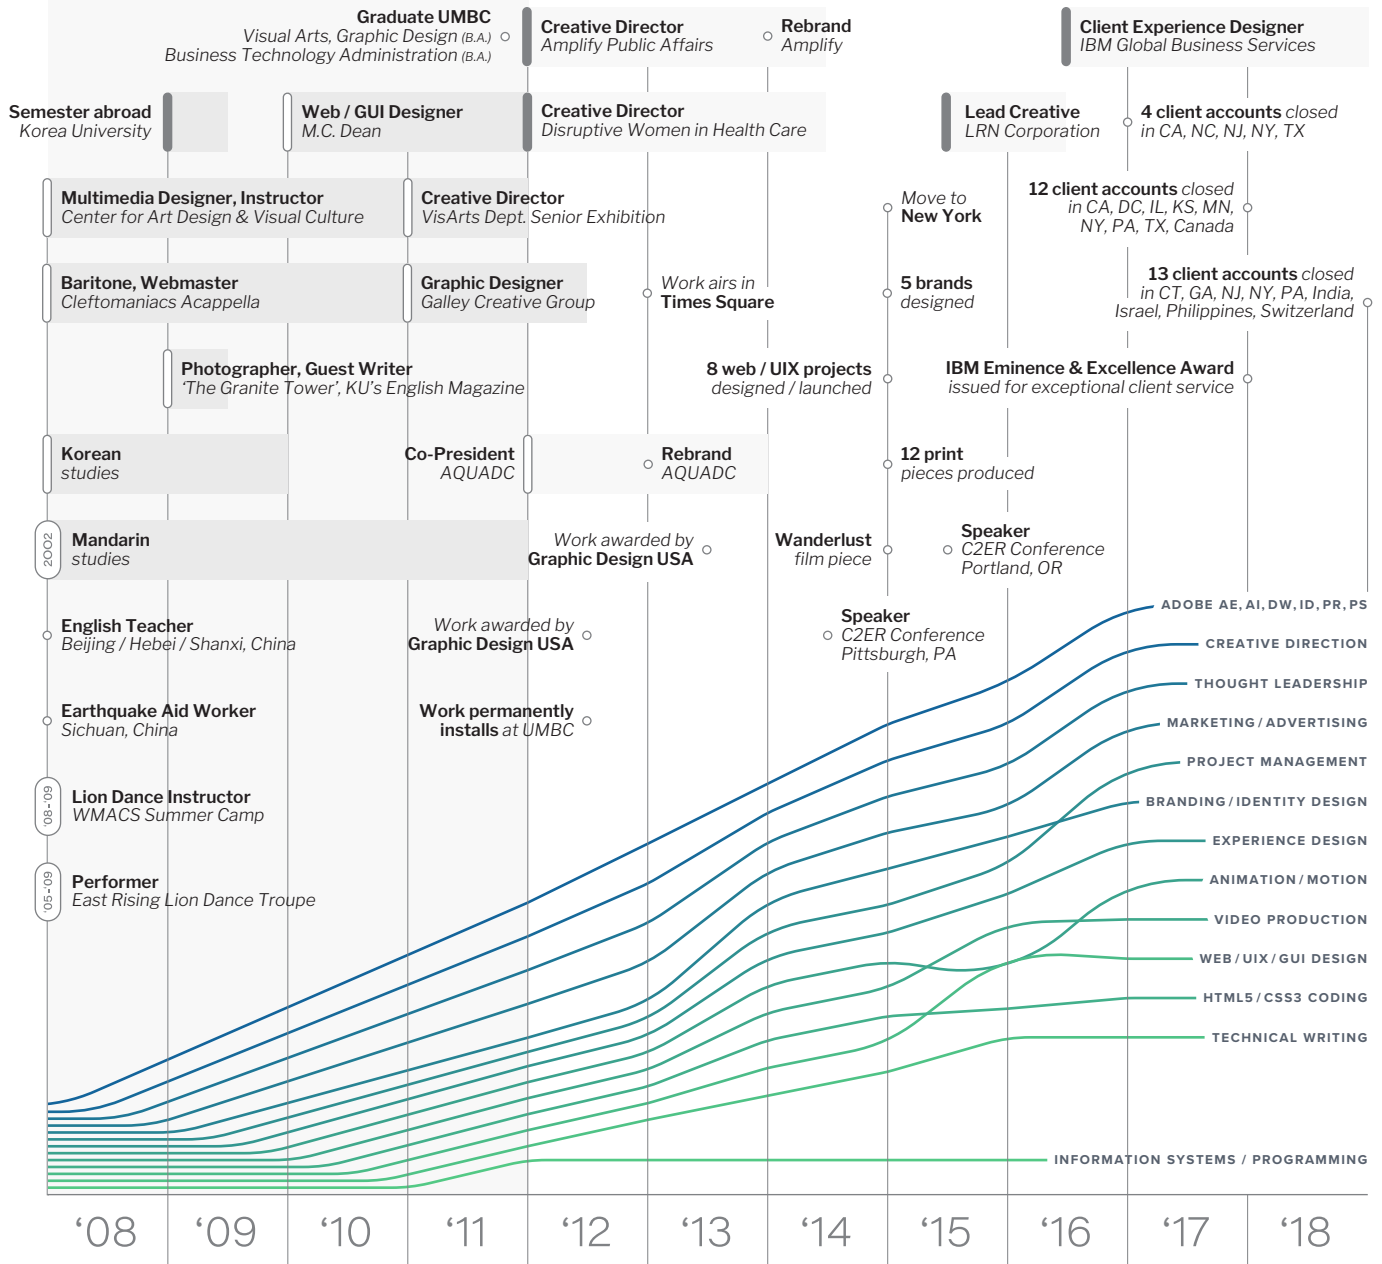 Graduate UMBC
Visual Arts, Graphic Design (B.A.)
Business Technology Administration (B.A.)
Creative Director
Amplify Public Affairs
Rebrand
Amplify
Client Experience Designer
IBM Global Business Services
Semester abroad
Korea University
Web / GUI Designer
M.C. Dean
Creative Director
Disruptive Women in Health Care
Lead Creative
LRN Corporation
4 client accounts closed
in CA, NC, NJ, NY, TX
Multimedia Designer, Instructor
Center for Art Design & Visual Culture
Creative Director
VisArts Dept. Senior Exhibition
Move to
New York
12 client accounts closed
in CA, DC, IL, KS, MN,
NY, PA, TX, Canada
Baritone, Webmaster
Cleftomaniacs Acappella
Graphic Designer
Galley Creative Group
Work airs in
Times Square
5 brands
designed
13 client accounts closed
in CT, GA, NJ, NY, PA, India,
Israel, Philippines, Switzerland
Photographer, Guest Writer
‘The Granite Tower’, KU’s English Magazine
8 web / UIX projects
designed / launched
IBM Eminence & Excellence Award
issued for exceptional client service
Korean
studies
Co-President
AQUADC
Rebrand
AQUADC
12 print
pieces produced
2002
Mandarin
studies
Work awarded by
Graphic Design USA
Wanderlust
film piece
Speaker
C2ER Conference
Portland, OR
English Teacher
Beijing / Hebei / Shanxi, China
Work awarded by
Graphic Design USA
Speaker
C2ER Conference
Pittsburgh, PA
Earthquake Aid Worker
Sichuan, China
Work permanently
installs at UMBC
‘08-‘09
Lion Dance Instructor
WMACS Summer Camp
‘05-‘09
Performer
East Rising Lion Dance Troupe
ADOBE AE, AI, DW, ID, PR, PS
CREATIVE DIRECTION
THOUGHT LEADERSHIP
MARKETING / ADVERTISING
PROJECT MANAGEMENT
BRANDING / IDENTITY DESIGN
EXPERIENCE DESIGN
ANIMATION / MOTION
VIDEO PRODUCTION
WEB / UIX / GUI DESIGN
HTML5 / CSS3 CODING
TECHNICAL WRITING
INFORMATION SYSTEMS / PROGRAMMING
‘08 ‘09 ‘10 ‘11 ‘12 ‘13 ‘14 ‘15 ‘16 ‘17 ‘18